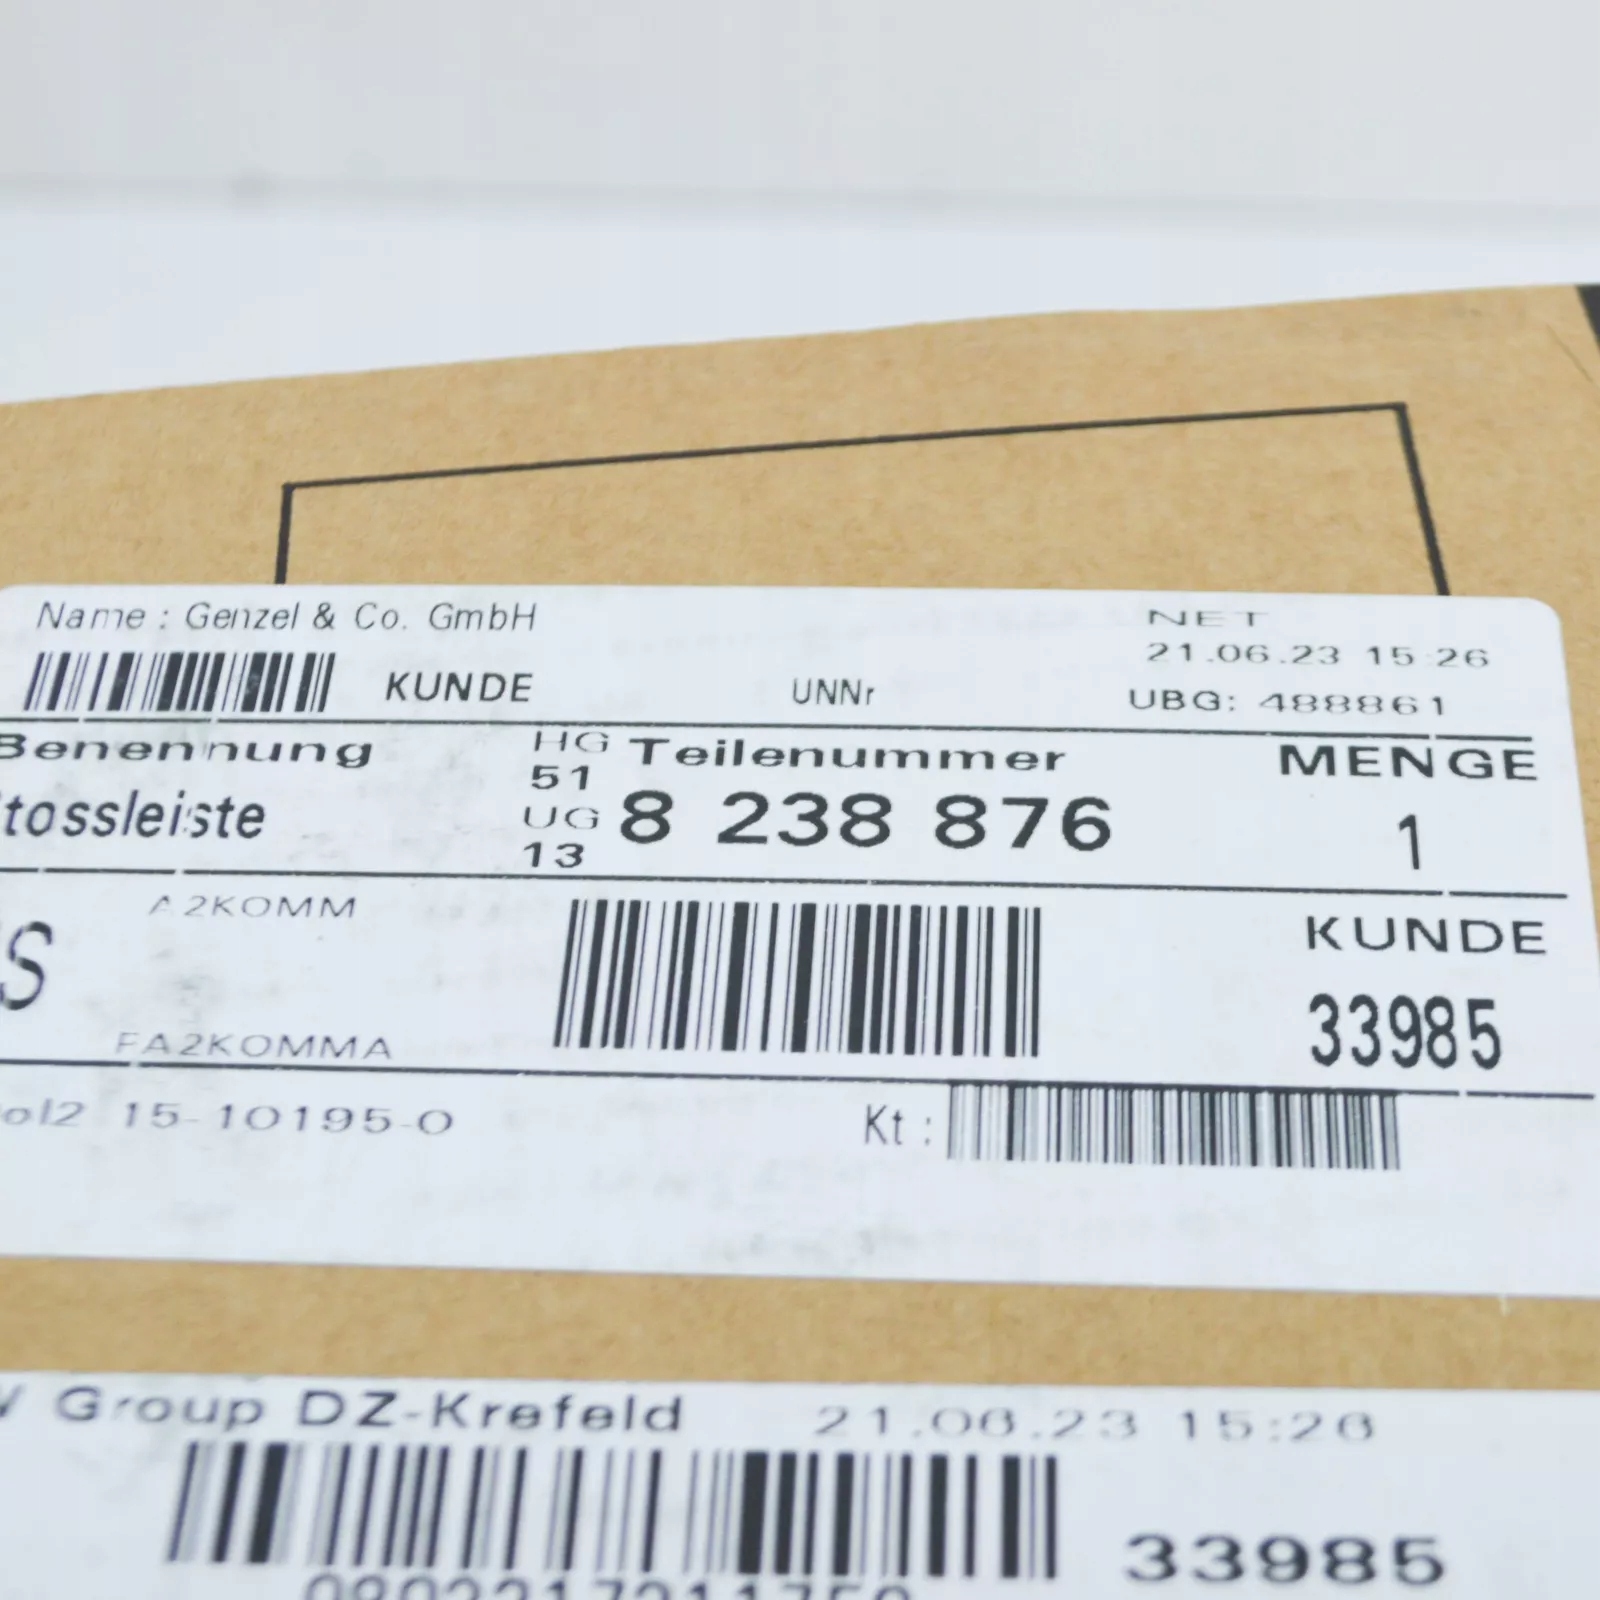 Name : Genzel & Co. GmbH
NET
21.06.23 15:26
KUNDE
UNNr
UBG: 488861
Benennung
HG
Teilenummer
MENGE
51
tossleiste
UG
8 238 876
1
13
A2KOMM
KUNDE
S
33985
FA2KOMMA
ol2 15-10195-0
Kt :
Group DZ-Krefeld
21.06.23 15:26
33985